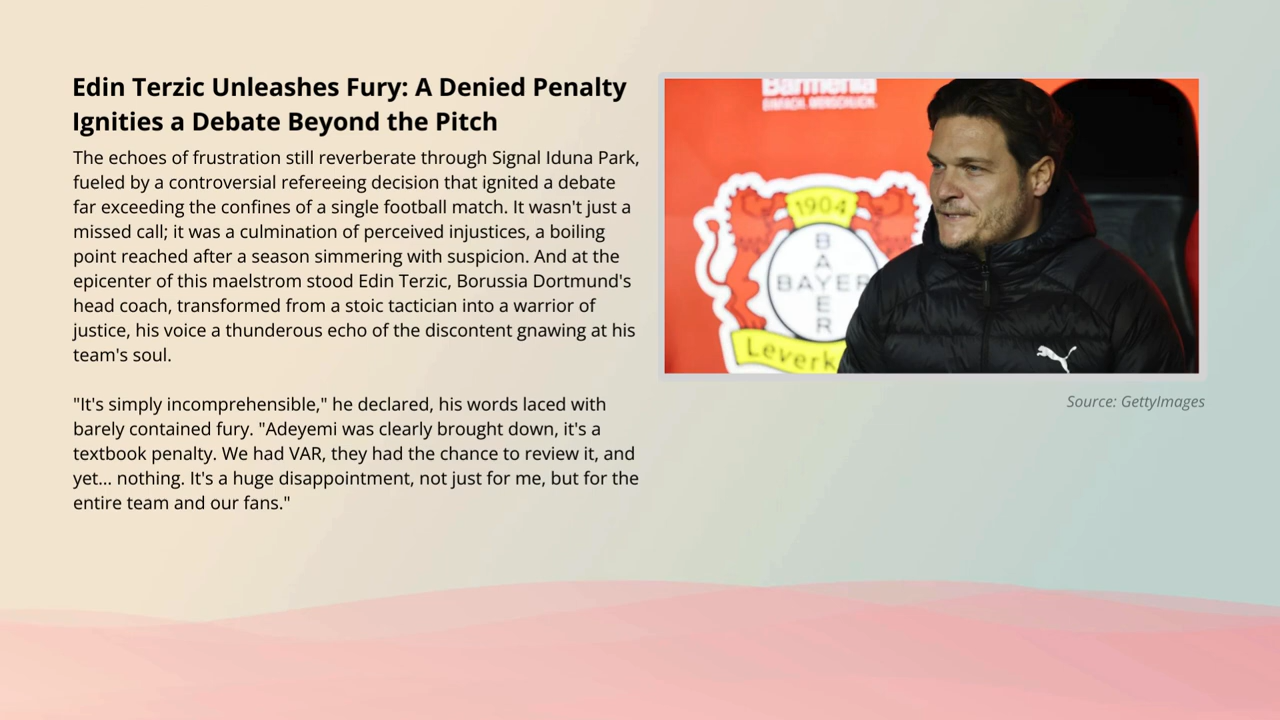 Edin Terzic Unleashes Fury: A Denied Penalty
Ignities a Debate Beyond the Pitch
The echoes of frustration still reverberate through Signal Iduna Park,
fueled by a controversial refereeing decision that ignited a debate
far exceeding the confines of a single football match. It wasn't just a
missed call; it was a culmination of perceived injustices, a boiling
point reached after a season simmering with suspicion. And at the
epicenter of this maelstrom stood Edin Terzic, Borussia Dortmund's
head coach, transformed from a stoic tactician into a warrior of
justice, his voice a thunderous echo of the discontent gnawing at his
team's soul.
"It's simply incomprehensible," he declared, his words laced with
barely contained fury. "Adeyemi was clearly brought down, it's a
textbook penalty. We had VAR, they had the chance to review it, and
yet... nothing. It's a huge disappointment, not just for me, but for the
entire team and our fans."
Barmenia
EINFACH. MENSCHLICH.
1904
BAYER
BAYER
Leverk
Source: GettyImages